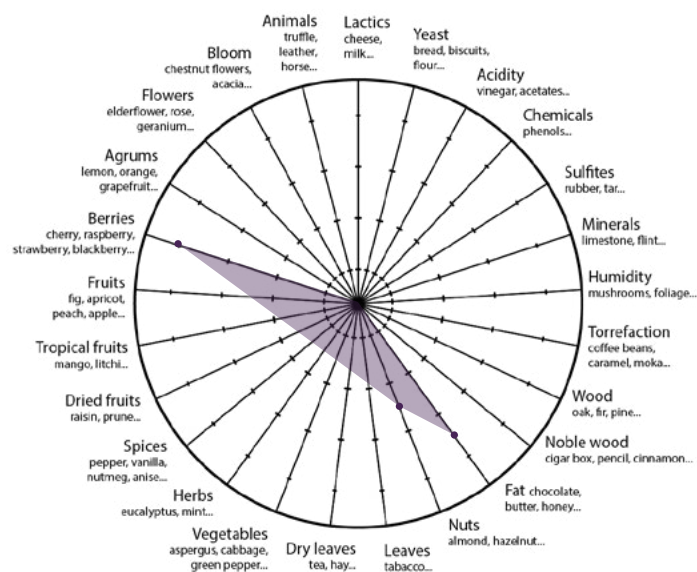 Lactics
cheese,
milk...
Yeast
bread, biscuits,
flour...
Acidity
vinegar, acetates...
Chemicals
phenols...
Sulfites
rubber, tar...
Minerals
limestone, flint...
Humidity
mushrooms, foliage...
Torrefaction
coffee beans,
caramel, moka...
Wood
oak, fir, pine...
Noble wood
cigar box, pencil, cinnamon...
Fat chocolate,
butter, honey...
Nuts
almond, hazelnut...
Leaves
tabacco...
Dry leaves
tea, hay...
Vegetables
aspergus, cabbage,
green pepper...
Herbs
eucalyptus, mint...
Spices
pepper, vanilla,
nutmeg, anise...
Dried fruits
raisin, prune...
Tropical fruits
mango, litchi...
Fruits
fig, apricot,
peach, apple...
Berries
cherry, raspberry,
strawberry, blackberry...
Agrums
lemon, orange,
grapefruit...
Flowers
elderflower, rose,
geranium...
Bloom
chestnut flowers,
acacia...
Animals
truffle,
leather,
horse...